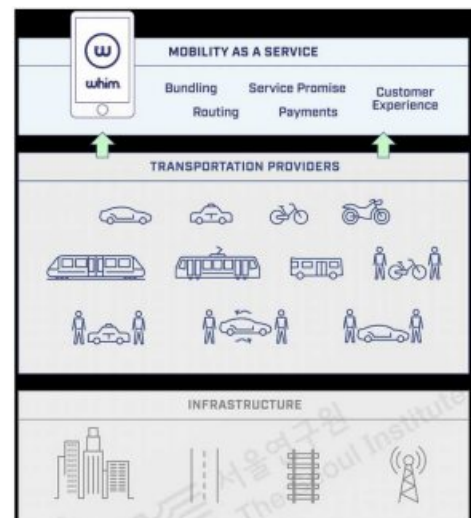 MOBILITY AS A SERVICE
whim
Bundling Service Promise Customer Experience
Routing Payments
TRANSPORTATION PROVIDERS
INFRASTRUCTURE
서울연구원
The Seoul Institute